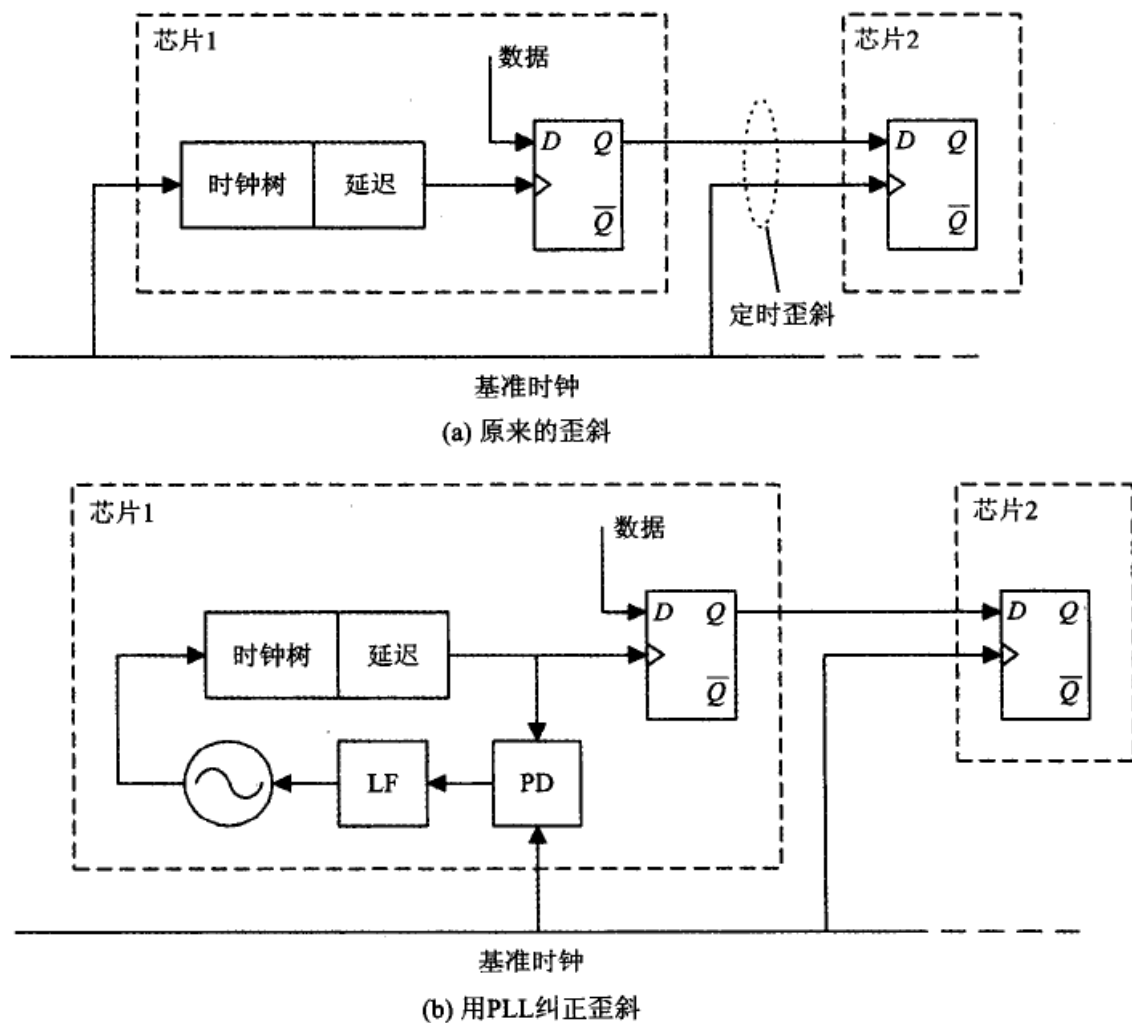 芯片1
数据
芯片2
D Q
D Q
时钟树 延迟
Q̅
Q̅
定时歪斜
基准时钟
(a) 原来的歪斜
芯片1
芯片2
数据
D Q
D Q
时钟树 延迟
Q̅
Q̅
LF
PD
基准时钟
(b) 用PLL纠正歪斜